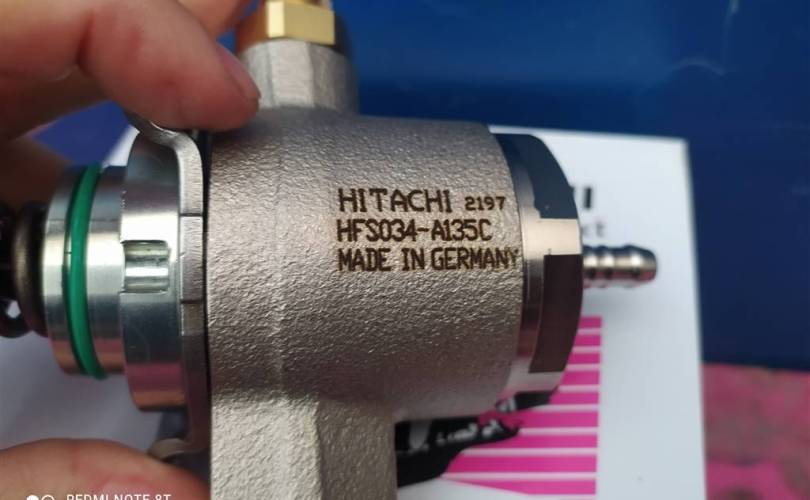 HITACHI 2197
HFS034-A135C
MADE IN GERMANY
REDMI NOTE 8T